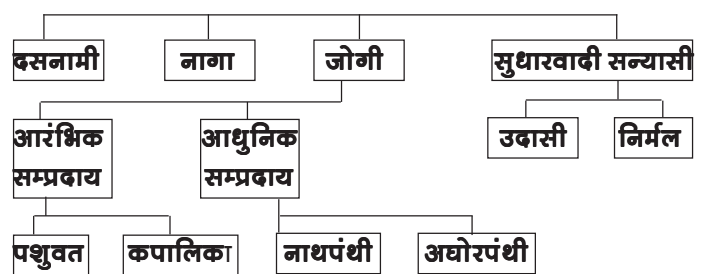 दसनामी
नागा
जोगी
सुधारवादी सन्यासी
आरंभिक
सम्प्रदाय
आधुनिक
सम्प्रदाय
उदासी
निर्मल
पशुवत
कपालिका
नाथपंथी
अघोरपंथी